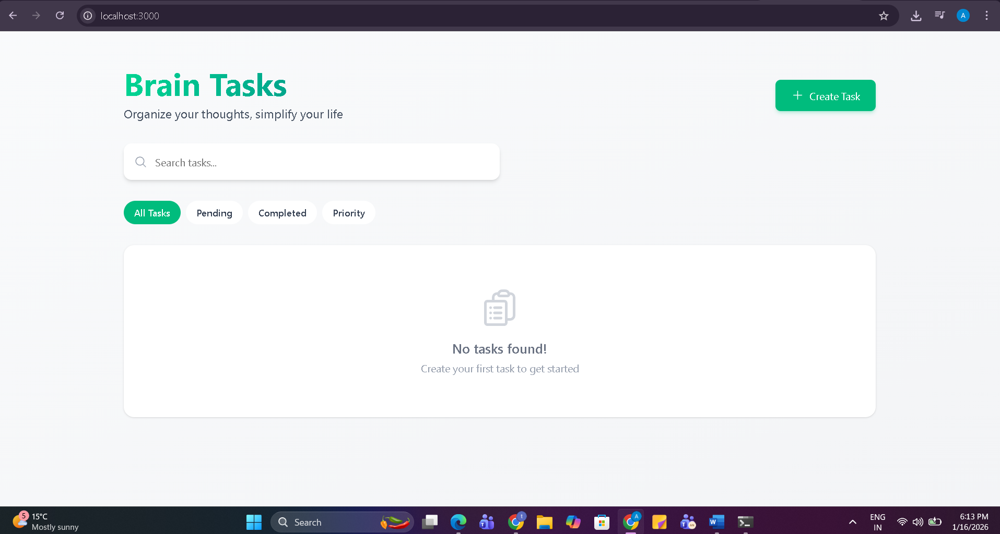 localhost:3000
A
Brain Tasks
Organize your thoughts, simplify your life
Create Task
Search tasks...
All Tasks
Pending
Completed
Priority
No tasks found!
Create your first task to get started
5
15°C
Mostly sunny
Search
T
t
A
T
AN
W
ENG
IN
6:13 PM
1/16/2026